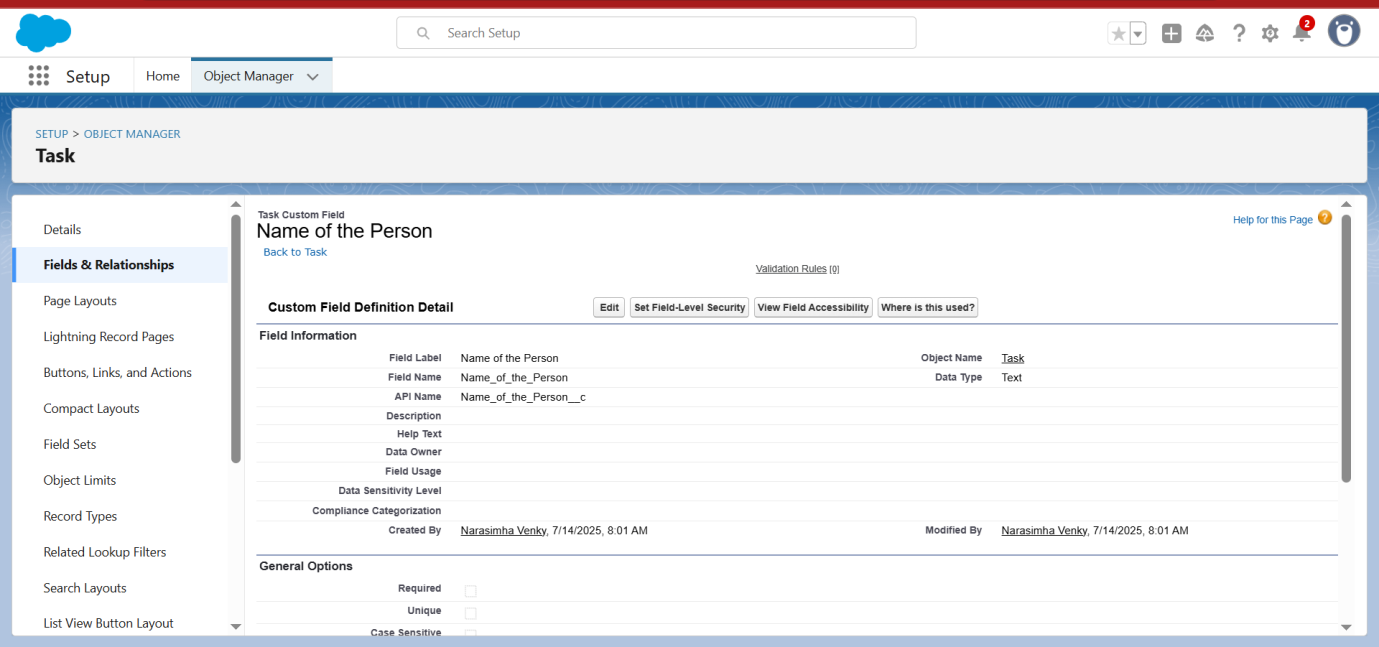 Search Setup
2
Setup
Home
Object Manager
SETUP > OBJECT MANAGER
Task
Details
Fields & Relationships
Page Layouts
Lightning Record Pages
Buttons, Links, and Actions
Compact Layouts
Field Sets
Object Limits
Record Types
Related Lookup Filters
Search Layouts
List View Button Layout
Task Custom Field
Name of the Person
Back to Task
Help for this Page ?
Validation Rules [0]
Custom Field Definition Detail
Edit
Set Field-Level Security
View Field Accessibility
Where is this used?
Field Information
Field Label Name of the Person Object Name Task
Field Name Name_of_the_Person Data Type Text
API Name Name_of_the_Person__c
Description
Help Text
Data Owner
Field Usage
Data Sensitivity Level
Compliance Categorization
Created By Narasimha Venky, 7/14/2025, 8:01 AM Modified By Narasimha Venky, 7/14/2025, 8:01 AM
General Options
Required
Unique
Case Sensitive